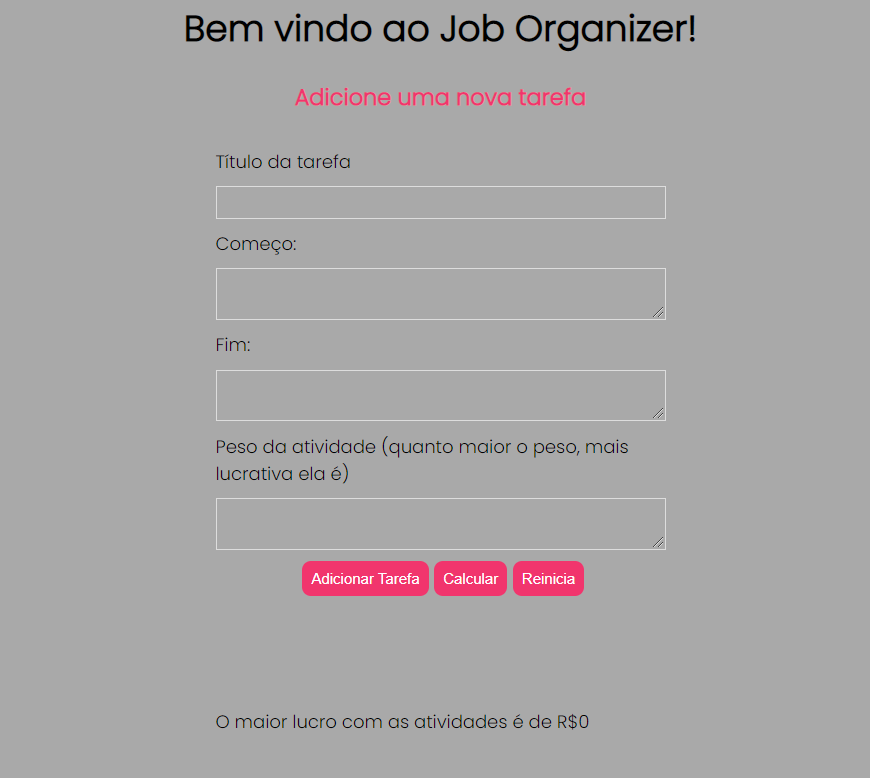 Bem vindo ao Job Organizer!
Adicione uma nova tarefa
Título da tarefa
Começo:
Fim:
Peso da atividade (quanto maior o peso, mais
lucrativa ela é)
Adicionar Tarefa Calcular Reinicia
O maior lucro com as atividades é de R$0